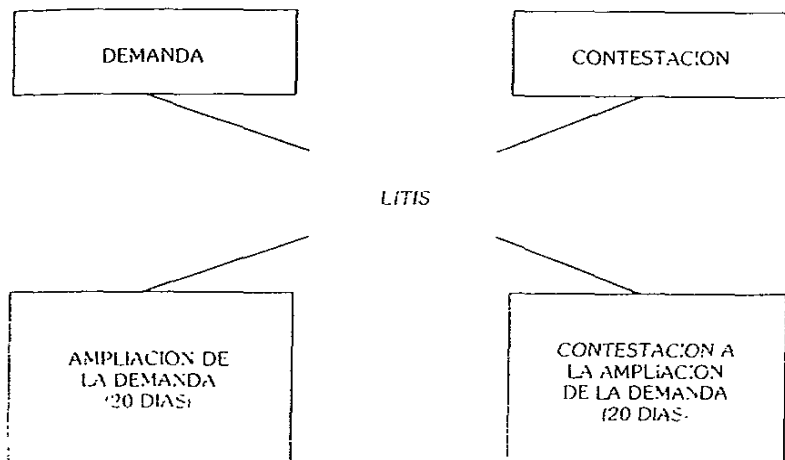 DEMANDA
CONTESTACION
LITIS
AMPLIACION DE
LA DEMANDA
(20 DIAS)
CONTESTACION A
LA AMPLIACION
DE LA DEMANDA
(20 DIAS-